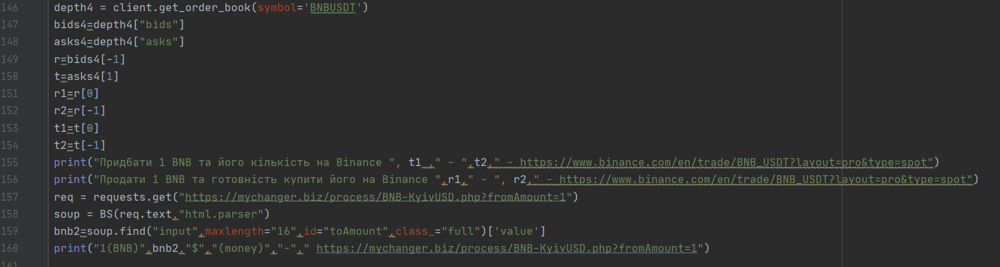 146 depth4 = client.get_order_book(symbol='BNBUSDT')
147 bids4=depth4["bids"]
148 asks4=depth4["asks"]
149 r=bids4[-1]
150 t=asks4[1]
151 r1=r[0]
152 r2=r[-1]
153 t1=t[0]
154 t2=t[-1]
155 print("Придбати 1 BNB та його кількість на Binance ", t1 ," - ",t2," - https://www.binance.com/en/trade/BNB_USDT?layout=pro&type=spot")
156 print("Продати 1 BNB та готовність купити його на Binance ",r1," - ", r2," - https://www.binance.com/en/trade/BNB_USDT?layout=pro&type=spot")
157 req = requests.get("https://mychanger.biz/process/BNB-KyivUSD.php?fromAmount=1")
158 soup = BS(req.text,"html.parser")
159 bnb2=soup.find("input",maxlength="16",id="toAmount",class_="full")['value']
160 print("1(BNB)",bnb2,"$","(money)","-"," https://mychanger.biz/process/BNB-KyivUSD.php?fromAmount=1")
161